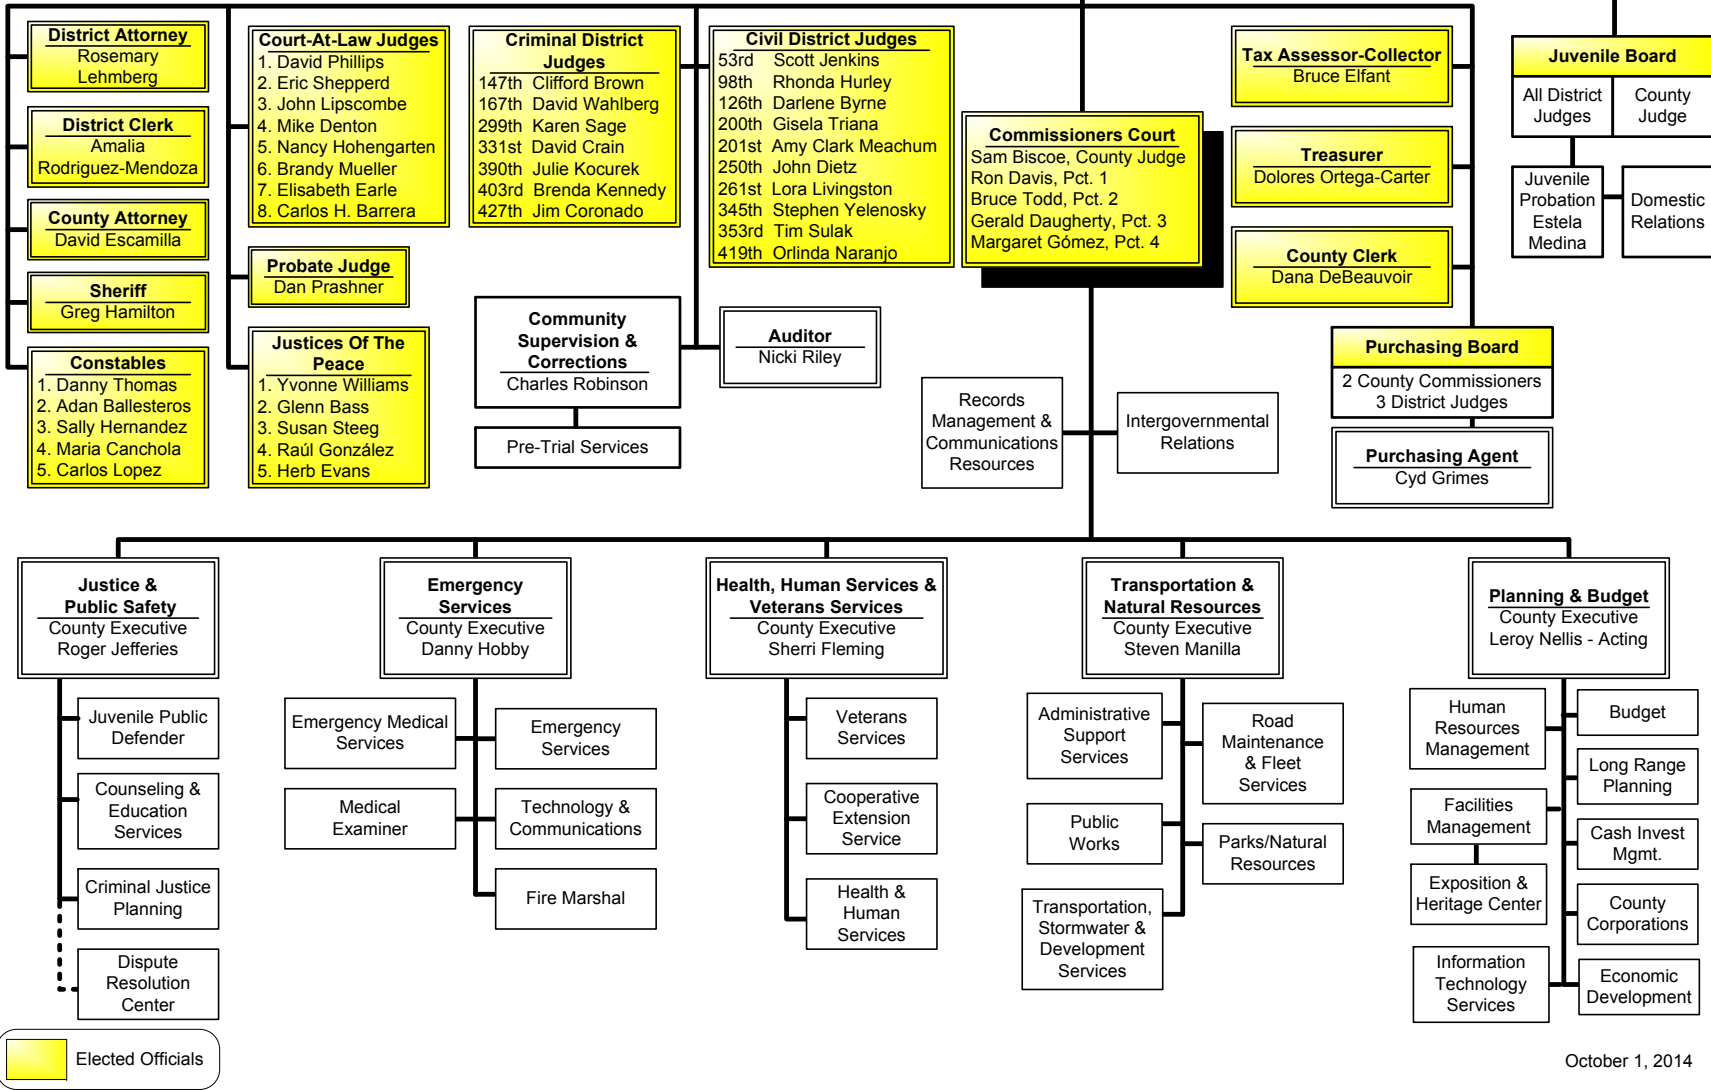 District Attorney
Rosemary
Lehmberg
District Clerk
Amalia
Rodriguez-Mendoza
County Attorney
David Escamilla
Sheriff
Greg Hamilton
Constables
1. Danny Thomas
2. Adan Ballesteros
3. Sally Hernandez
4. Maria Canchola
5. Carlos Lopez
Court-At-Law Judges
1. David Phillips
2. Eric Shepperd
3. John Lipscombe
4. Mike Denton
5. Nancy Hohengarten
6. Brandy Mueller
7. Elisabeth Earle
8. Carlos H. Barrera
Probate Judge
Dan Prashner
Justices Of The
Peace
1. Yvonne Williams
2. Glenn Bass
3. Susan Steeg
4. Raúl González
5. Herb Evans
Criminal District
Judges
147th Clifford Brown
167th David Wahlberg
299th Karen Sage
331st David Crain
390th Julie Kocurek
403rd Brenda Kennedy
427th Jim Coronado
Civil District Judges
53rd Scott Jenkins
98th Rhonda Hurley
126th Darlene Byrne
200th Gisela Triana
201st Amy Clark Meachum
250th John Dietz
261st Lora Livingston
345th Stephen Yelenosky
353rd Tim Sulak
419th Orlinda Naranjo
Community
Supervision &
Corrections
Charles Robinson
Pre-Trial Services
Auditor
Nicki Riley
Commissioners Court
Sam Biscoe, County Judge
Ron Davis, Pct. 1
Bruce Todd, Pct. 2
Gerald Daugherty, Pct. 3
Margaret Gómez, Pct. 4
Tax Assessor-Collector
Bruce Elfant
Treasurer
Dolores Ortega-Carter
County Clerk
Dana DeBeauvoir
Purchasing Board
2 County Commissioners
3 District Judges
Purchasing Agent
Cyd Grimes
Juvenile Board
All District
Judges
County
Judge
Juvenile
Probation
Estela
Medina
Domestic
Relations
Records
Management &
Communications
Resources
Intergovernmental
Relations
Justice &
Public Safety
County Executive
Roger Jefferies
Juvenile Public
Defender
Counseling &
Education
Services
Criminal Justice
Planning
Dispute
Resolution
Center
Emergency
Services
County Executive
Danny Hobby
Emergency Medical
Services
Emergency
Services
Medical
Examiner
Technology &
Communications
Fire Marshal
Health, Human Services &
Veterans Services
County Executive
Sherri Fleming
Veterans
Services
Cooperative
Extension
Service
Health &
Human
Services
Transportation &
Natural Resources
County Executive
Steven Manilla
Administrative
Support
Services
Road
Maintenance
& Fleet
Services
Public
Works
Parks/Natural
Resources
Transportation,
Stormwater &
Development
Services
Planning & Budget
County Executive
Leroy Nellis - Acting
Human
Resources
Management
Budget
Long Range
Planning
Facilities
Management
Cash Invest
Mgmt.
Exposition &
Heritage Center
County
Corporations
Information
Technology
Services
Economic
Development
Elected Officials
October 1, 2014